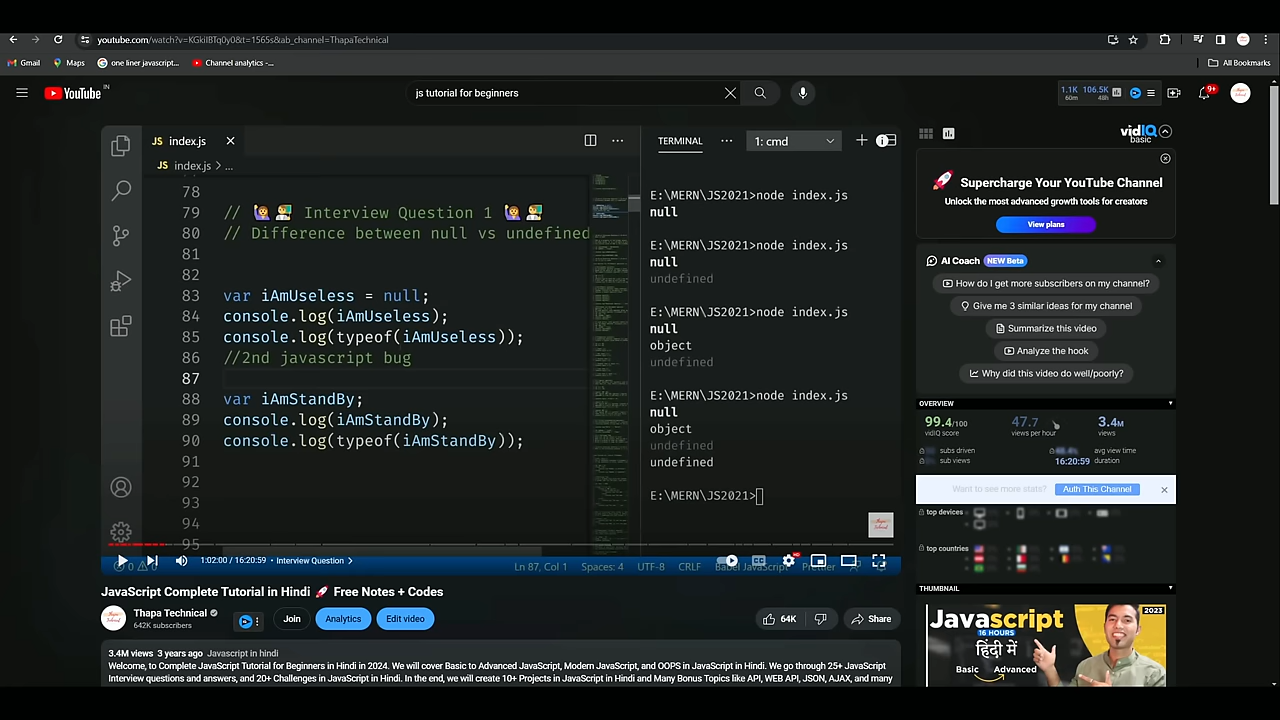 youtube.com/watch?v=KGkiIBTq0y0&t=1565s&ab_channel=ThapaTechnical
Gmail Maps one liner javascript... Channel analytics -... All Bookmarks
YouTube IN
js tutorial for beginners
1.1K 60m 106.5K 48h
9+
JS index.js
JS index.js > ...
78
79 // 🙋 👨‍🏫 Interview Question 1 🙋 👨‍🏫
80 // Difference between null vs undefined
81
82
83 var iAmUseless = null;
84 console.log(iAmUseless);
85 console.log(typeof(iAmUseless));
86 //2nd javascript bug
87
88 var iAmStandBy;
89 console.log(iAmStandBy);
90 console.log(typeof(iAmStandBy));
91
92
93
94
95
TERMINAL ... 1: cmd
E:\MERN\JS2021>node index.js
null
E:\MERN\JS2021>node index.js
null
undefined
E:\MERN\JS2021>node index.js
null
object
undefined
E:\MERN\JS2021>node index.js
null
object
undefined
undefined
E:\MERN\JS2021>
1:02:00 / 16:20:59 • Interview Question >
Ln 87, Col 1 Spaces: 4 UTF-8 CRLF Babel JavaScript Prettier
JavaScript Complete Tutorial in Hindi 🚀 Free Notes + Codes
Thapa Technical
642K subscribers
Join Analytics Edit video 64K Share
3.4M views 3 years ago Javascript in hindi
Welcome, to Complete JavaScript Tutorial for Beginners in Hindi in 2024. We will cover Basic to Advanced JavaScript, Modern JavaScript, and OOPS in JavaScript in Hindi. We go through 25+ JavaScript
Interview questions and answers, and 20+ Challenges in JavaScript in Hindi. In the end, we will create 10+ Projects in JavaScript in Hindi and Many Bonus Topics like API, WEB API, JSON, AJAX, and many
vidIQ
basic
Supercharge Your YouTube Channel
Unlock the most advanced growth tools for creators
View plans
AI Coach NEW Beta
How do I get more subscribers on my channel?
Give me 3 similar ideas for my channel
Summarize this video
Analyze the hook
Why did this video do well/poorly?
OVERVIEW
99.4/100 47.7 3.4M
vidIQ score views per hour views
subs driven avg view time
sub views 16:20:59 duration
Want to see more stats? Auth This Channel
top devices
top countries
THUMBNAIL
Javascript 2023
16 HOURS
हिंदी में
Basic Advanced